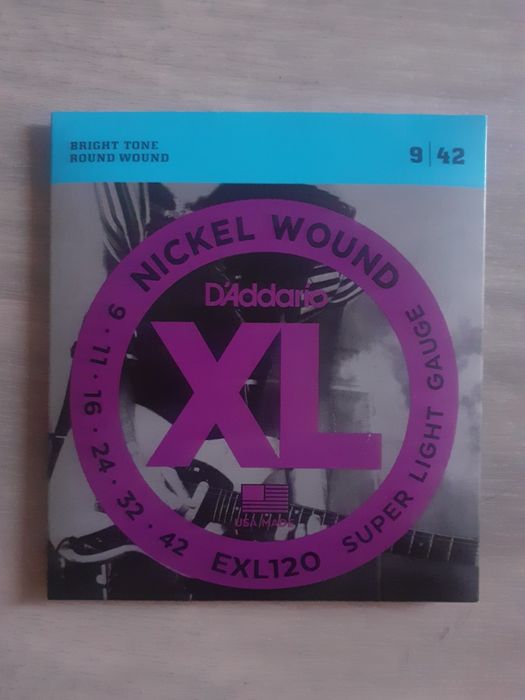 BRIGHT TONE
ROUND WOUND
9|42
NICKEL WOUND
D'Addario
XL
9 · 11 · 16 · 24 · 32 · 42
USA MADE
EXL120
SUPER LIGHT GAUGE